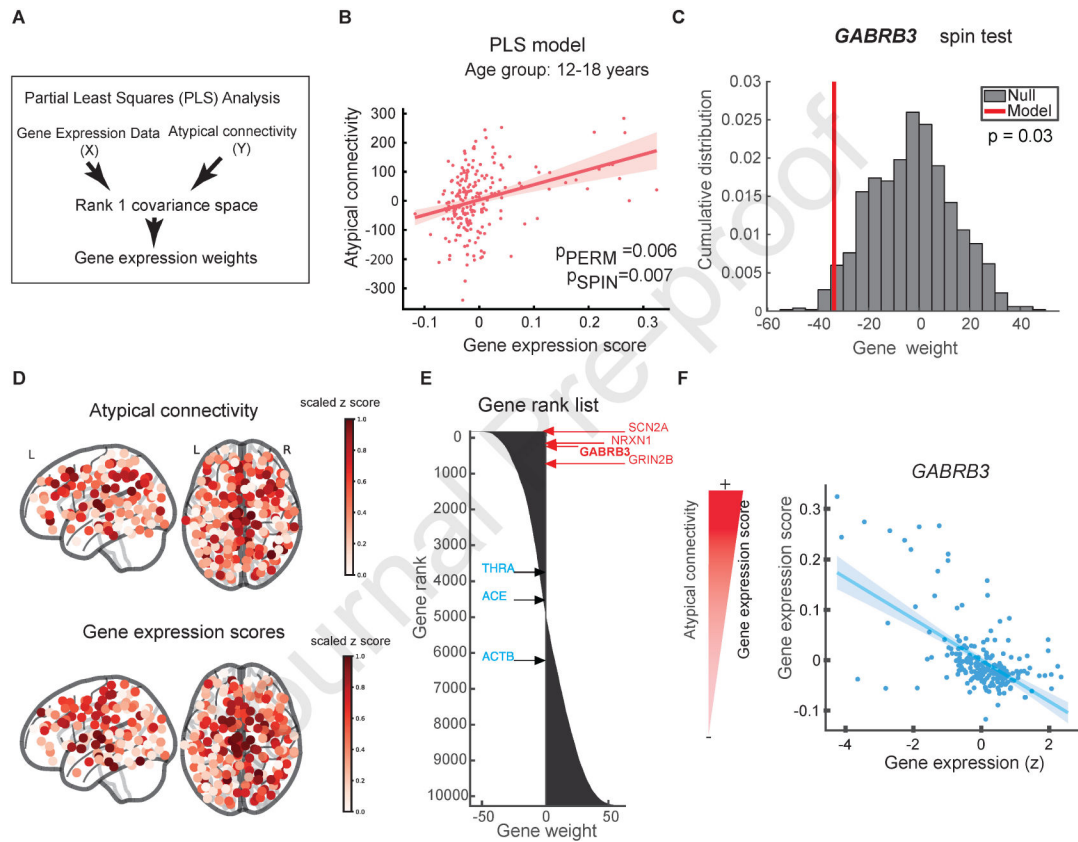 A
Partial Least Squares (PLS) Analysis
Gene Expression Data
(X)
Atypical connectivity
(Y)
Rank 1 covariance space
Gene expression weights
B
PLS model
Age group: 12-18 years
Atypical connectivity
300
200
100
0
-100
-200
-300
pPERM =0.006
pSPIN=0.007
-0.1
0
0.1
0.2
0.3
Gene expression score
C
GABRB3 spin test
Cumulative distribution
0.03
0.025
0.02
0.015
0.01
0.005
0
Null
Model
p = 0.03
-60
-40
-20
0
20
40
Gene weight
D
Atypical connectivity
scaled z score
L
L
R
1.0
0.8
0.6
0.4
0.2
0.0
Gene expression scores
scaled z score
1.0
0.8
0.6
0.4
0.2
0.0
E
Gene rank list
Gene rank
0
1000
2000
3000
4000
5000
6000
7000
8000
9000
10000
SCN2A
NRXN1
GABRB3
GRIN2B
THRA
ACE
ACTB
-50
0
50
Gene weight
F
+
Atypical connectivity
Gene expression score
-
GABRB3
Gene expression score
0.3
0.2
0.1
0
-0.1
-4
-2
0
2
Gene expression (z)
Journal Pre-proof